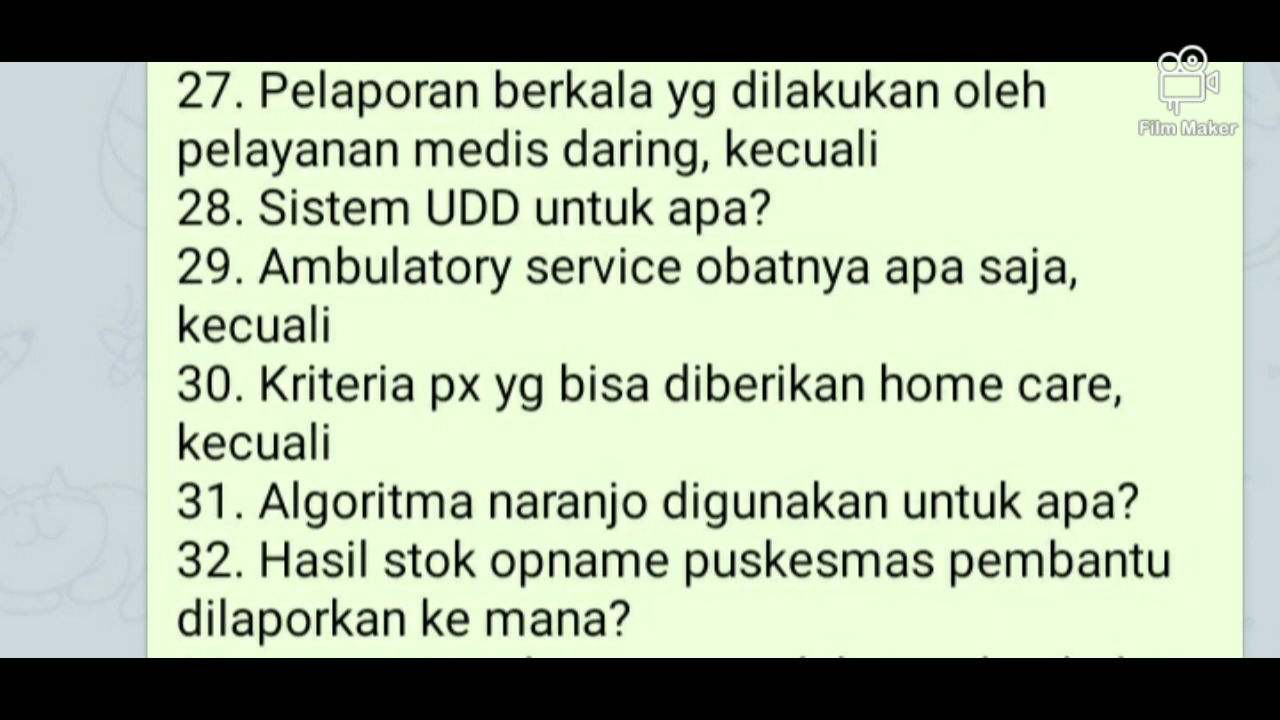 27. Pelaporan berkala yg dilakukan oleh
pelayanan medis daring, kecuali
28. Sistem UDD untuk apa?
29. Ambulatory service obatnya apa saja,
kecuali
30. Kriteria px yg bisa diberikan home care,
kecuali
31. Algoritma naranjo digunakan untuk apa?
32. Hasil stok opname puskesmas pembantu
dilaporkan ke mana?
Film Maker